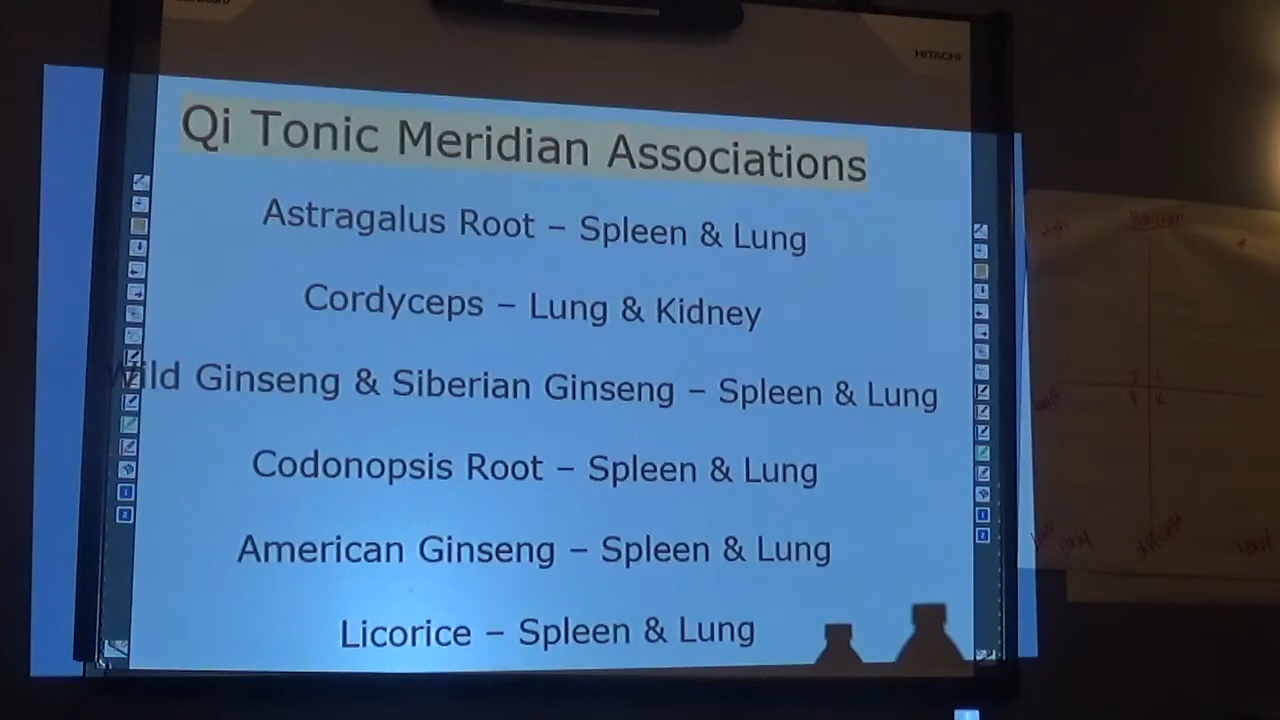 HITACHI
Qi Tonic Meridian Associations
Astragalus Root – Spleen & Lung
Cordyceps – Lung & Kidney
Wild Ginseng & Siberian Ginseng – Spleen & Lung
Codonopsis Root – Spleen & Lung
American Ginseng – Spleen & Lung
Licorice – Spleen & Lung